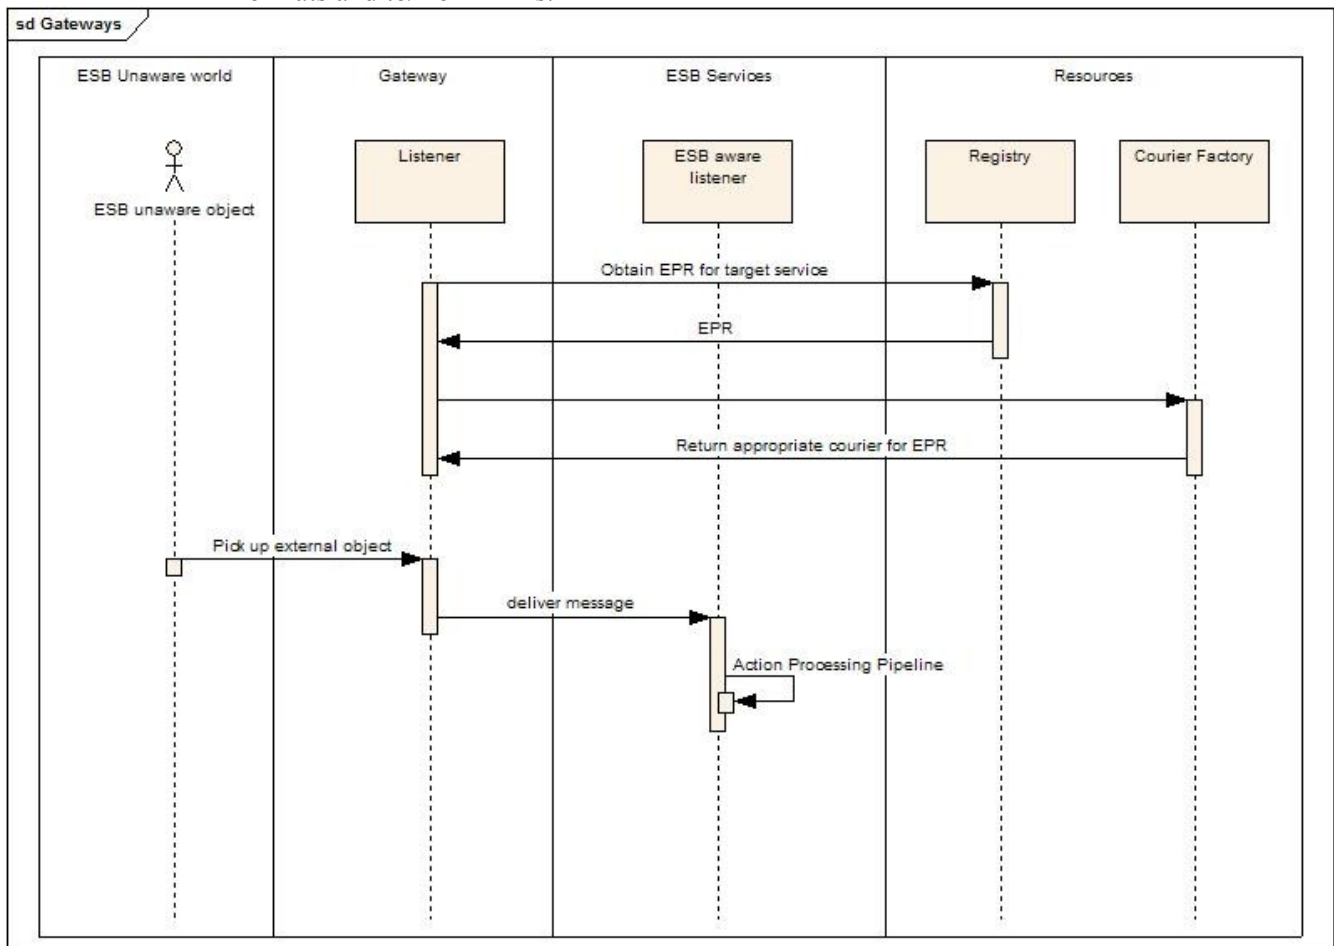 sd Gateways
ESB Unaware world
Gateway
ESB Services
Resources
Listener
ESB aware
listener
Registry
Courier Factory
ESB unaware object
Obtain EPR for target service
EPR
Return appropriate courier for EPR
Pick up external object
deliver message
Action Processing Pipeline